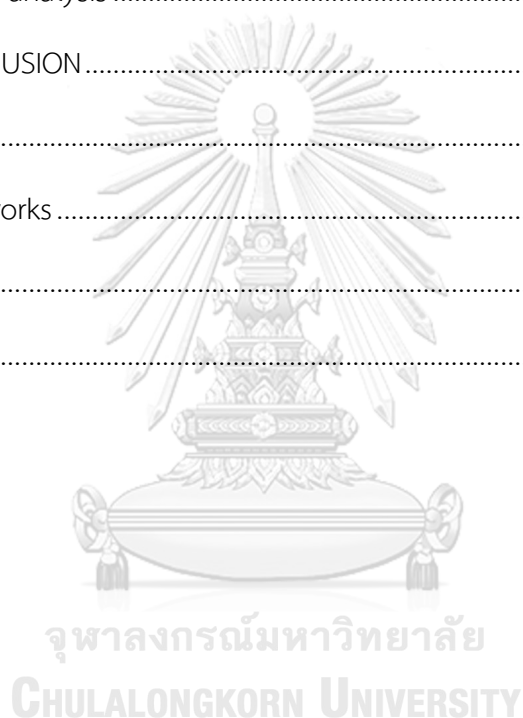 analysis ........................................................................
USION ........................................................................
........................................................................
orks ........................................................................
........................................................................
........................................................................
จุฬาลงกรณ์มหาวิทยาลัย
CHULALONGKORN UNIVERSITY